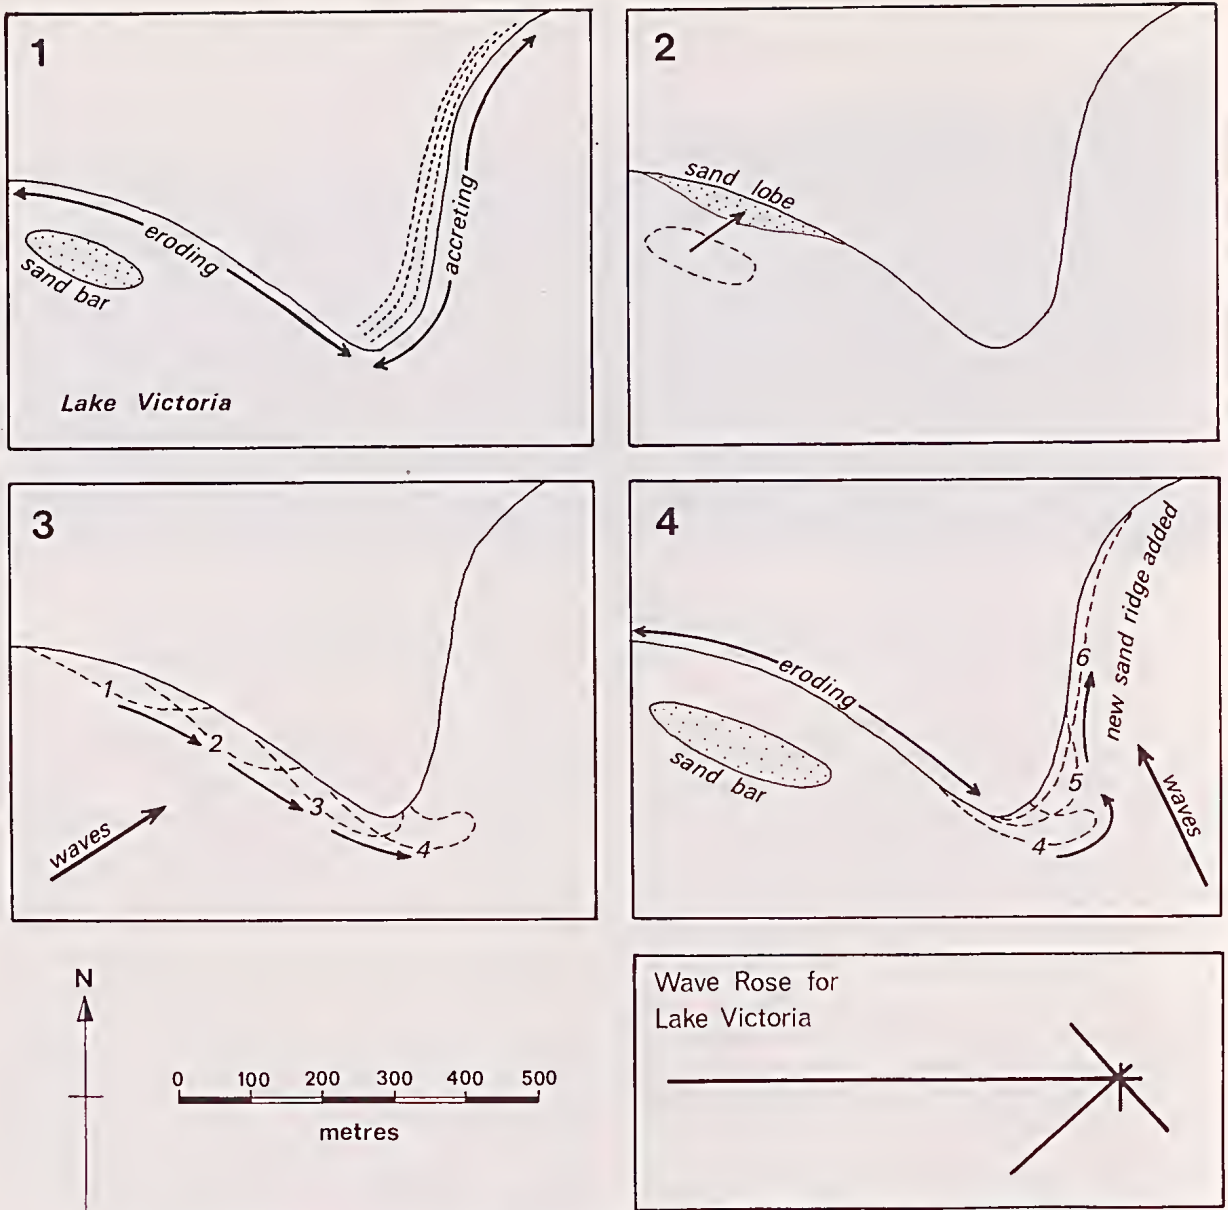 1
eroding
accreting
sand bar
Lake Victoria
2
sand lobe
3
1
2
3
4
waves
4
eroding
sand bar
new sand ridge added
6
5
4
waves
N
0 100 200 300 400 500
metres
Wave Rose for
Lake Victoria